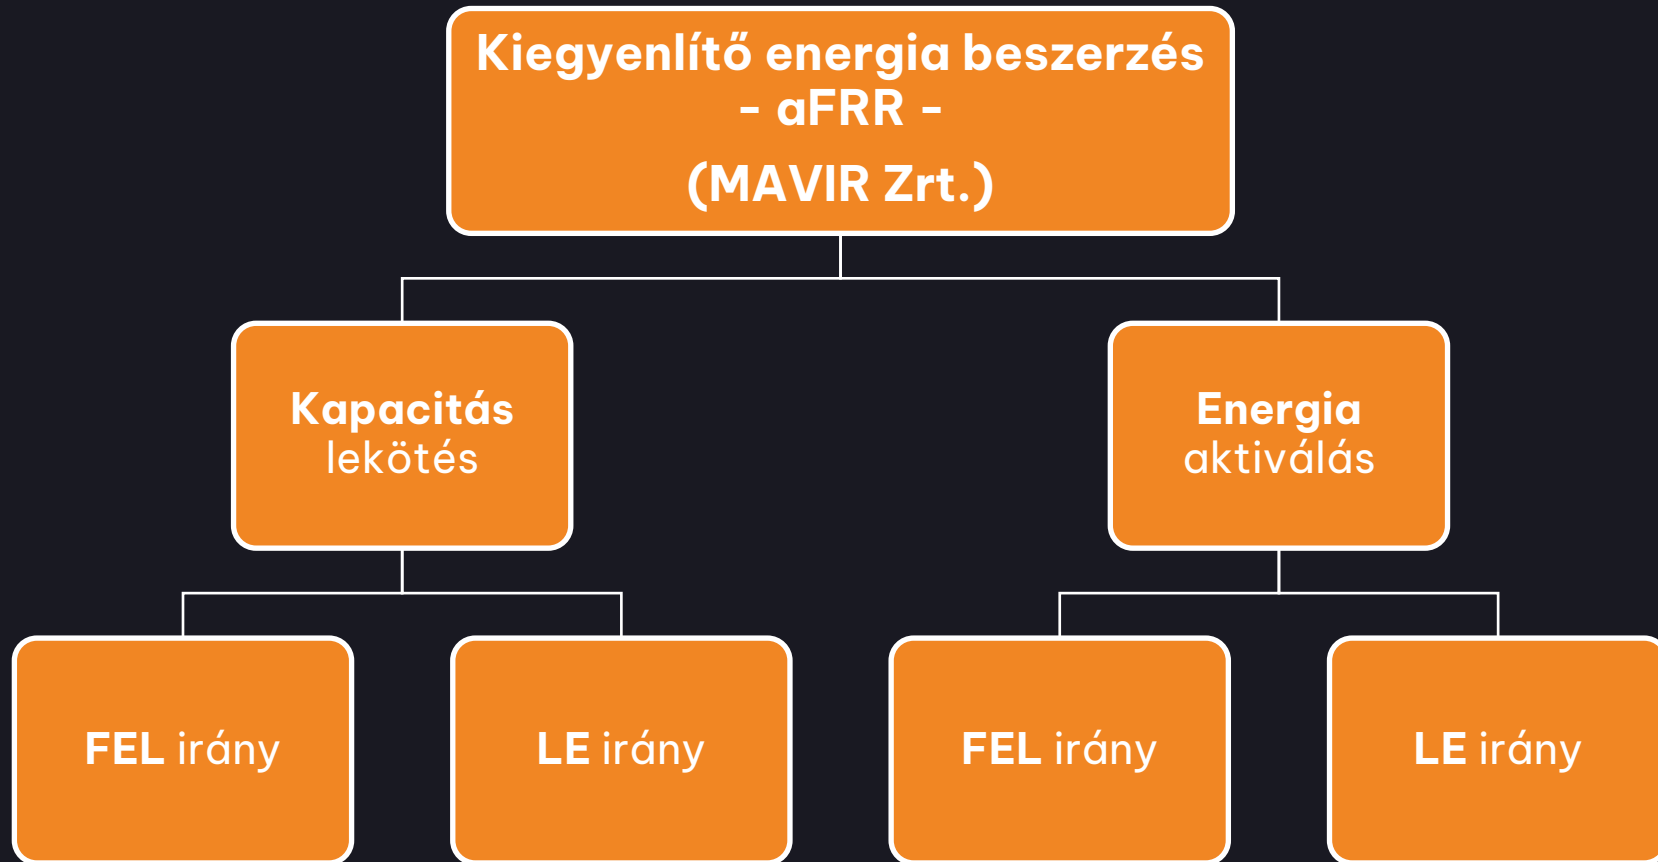 Kiegyenlítő energia beszerzés
- aFRR -
(MAVIR Zrt.)
Kapacitás
lekötés
Energia
aktiválás
FEL irány
LE irány
FEL irány
LE irány